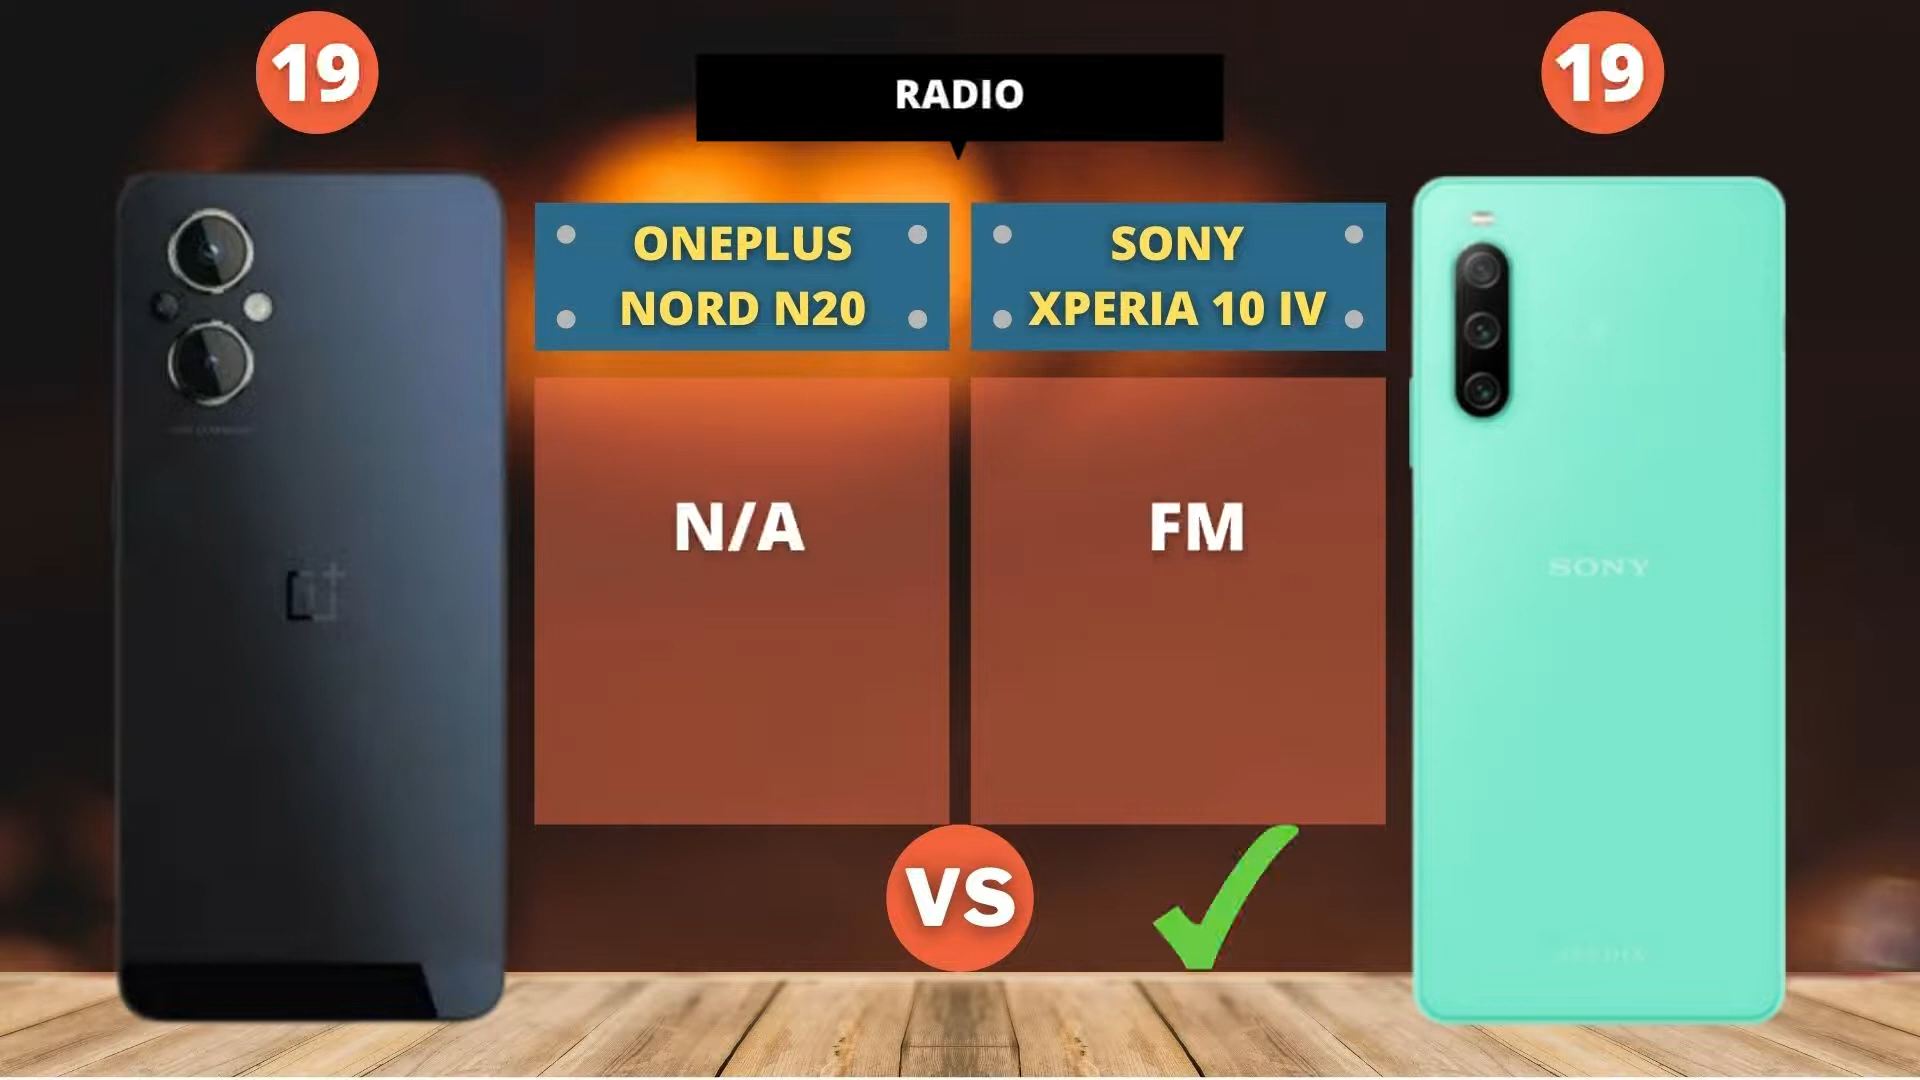 19
RADIO
19
ONEPLUS
NORD N20
SONY
XPERIA 10 IV
N/A
FM
SONY
VS